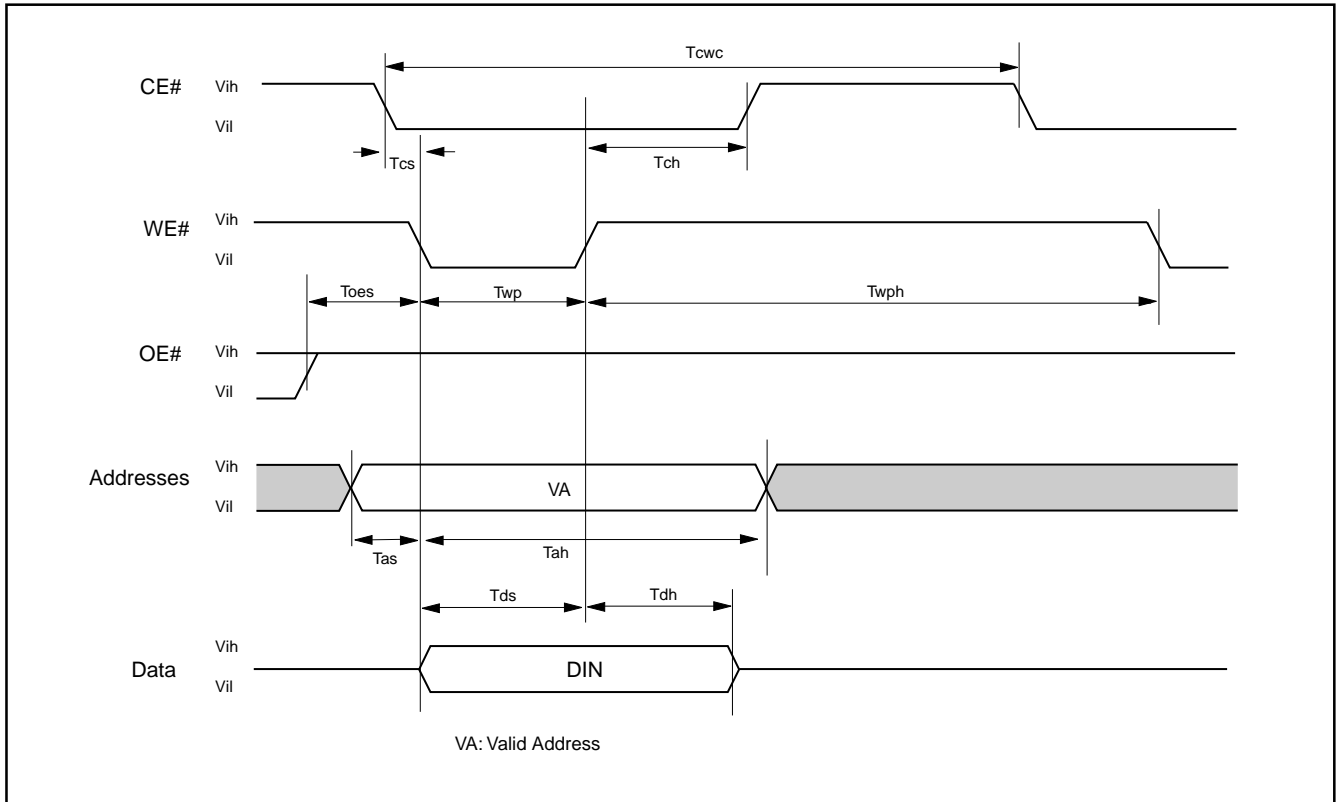 Tcwc
CE# Vih
Vil
Tcs Tch
WE# Vih
Vil
Toes Twp Twph
OE# Vih
Vil
Addresses Vih
VA
Vil
Tas Tah
Tds Tdh
Vih
Data DIN
Vil
VA: Valid Address